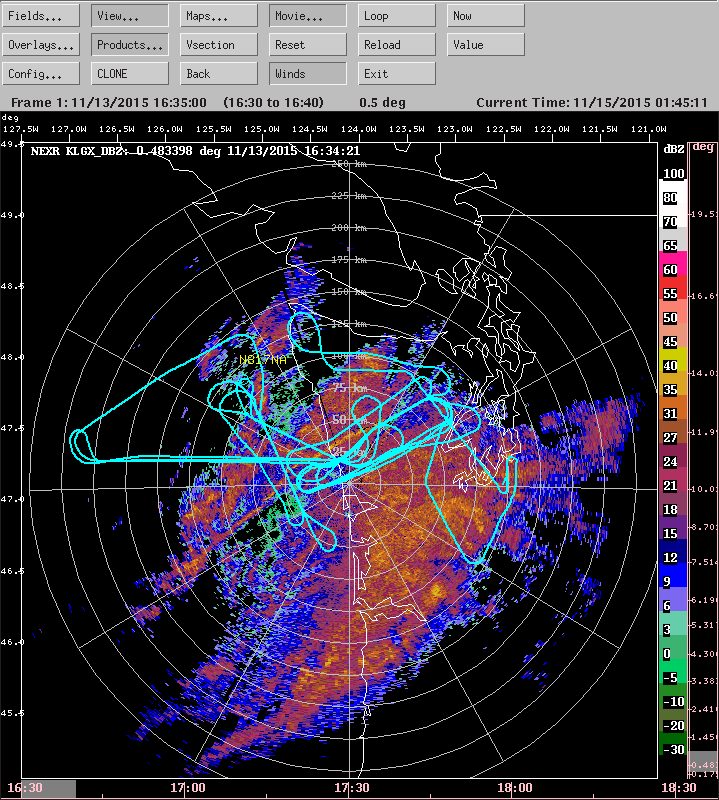 Fields... View... Maps... Movie... Loop Now
Overlays... Products... Vsection Reset Reload Value
Config... CLONE Back Winds Exit
Frame 1: 11/13/2015 16:35:00 (16:30 to 16:40) 0.5 deg Current Time: 11/15/2015 01:45:11
deg
127.5W 127.0W 126.5W 126.0W 125.5W 125.0W 124.5W 124.0W 123.5W 123.0W 122.5W 122.0W 121.5W 121.0W
49.5 dBZ deg
NEXR KLGX_DBZ: 0.483398 deg 11/13/2015 16:34:21
250 km
100
225 km 80
49.0 70 19.5
200 km
65
175 km 60
48.5 150 km 55 16.6
50
125 km 45
48.0 N817NA 100 km 40 14.0
75 km 35
31
47.5 50 km 27 11.9
24
47.0 21 10.0
18
15 8.70
12
46.5 9 7.51
6 6.19
3 5.31
46.0 0 4.30
-5 3.38
-10 2.41
45.5 -20 1.45
-30
0.48
0.17
16:30 17:00 17:30 18:00 18:30